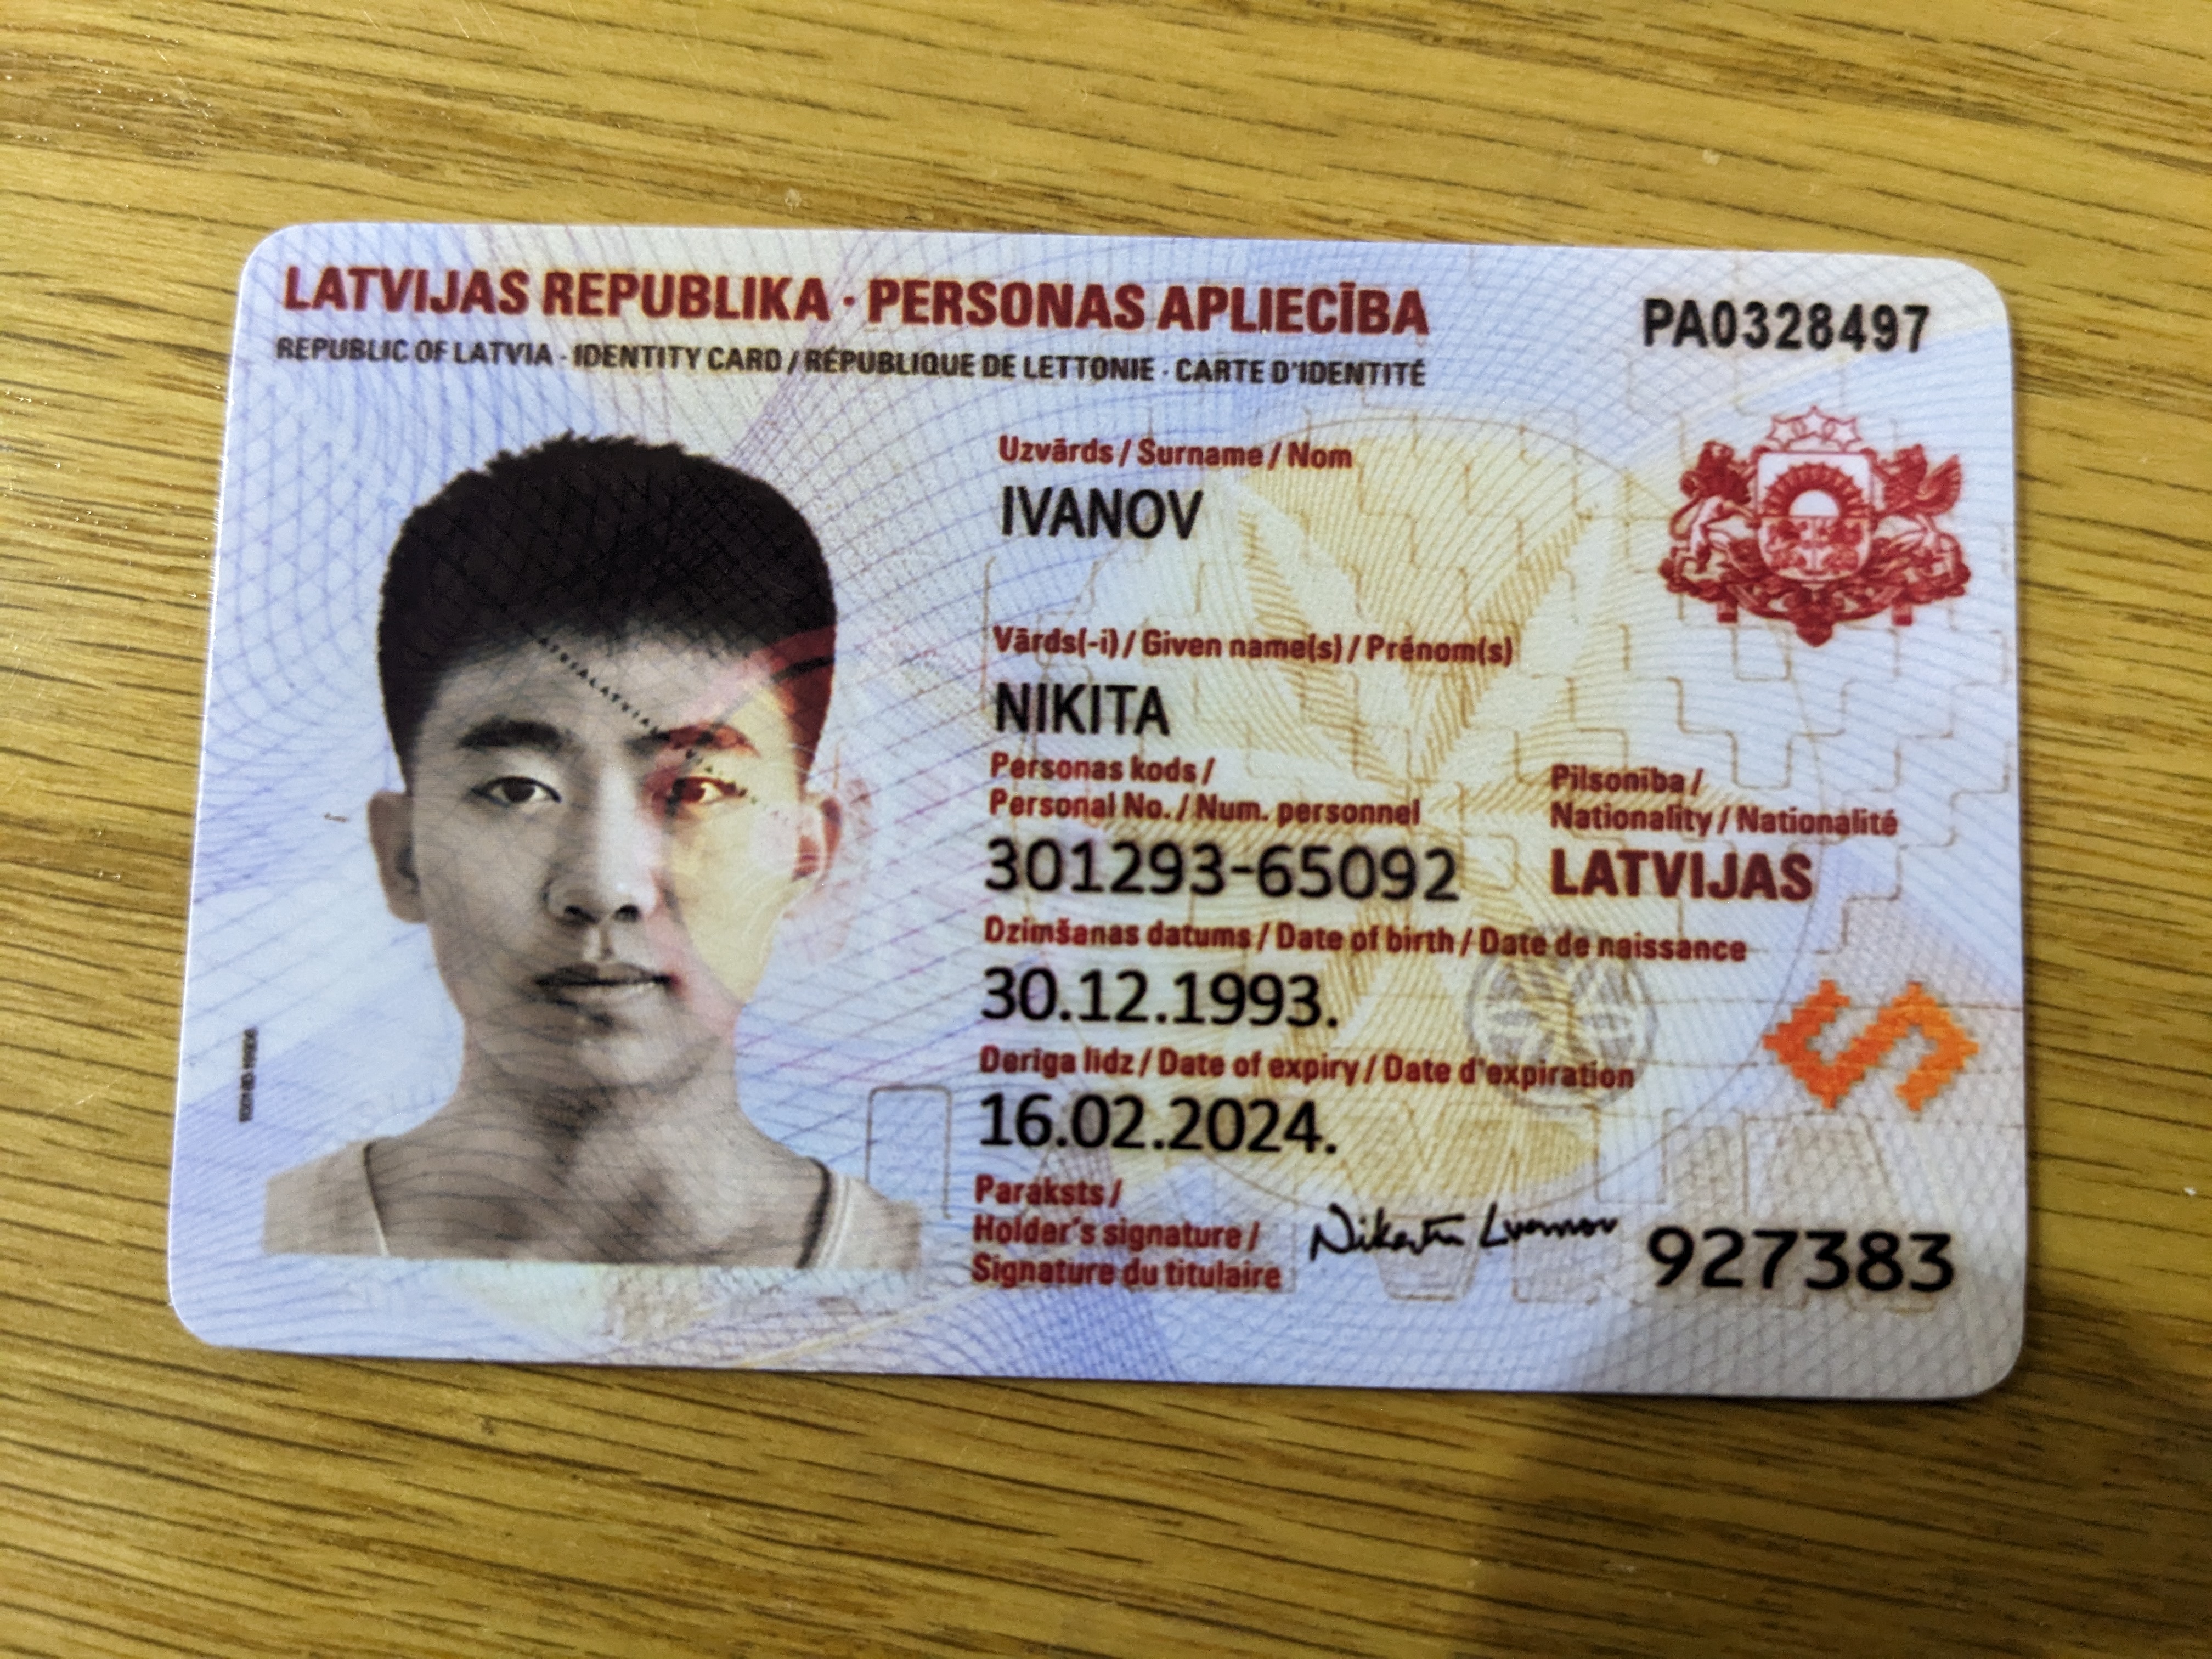 LATVIJAS REPUBLIKA · PERSONAS APLIECĪBA
PA0328497
REPUBLIC OF LATVIA · IDENTITY CARD / RÉPUBLIQUE DE LETTONIE · CARTE D'IDENTITÉ
Uzvārds / Surname / Nom
IVANOV
Vārds(-i) / Given name(s) / Prénom(s)
NIKITA
Personas kods /
Personal No. / Num. personnel
301293-65092
Pilsonība /
Nationality / Nationalité
LATVIJAS
Dzimšanas datums / Date of birth / Date de naissance
30.12.1993.
Derīga līdz / Date of expiry / Date d'expiration
16.02.2024.
Paraksts /
Holder's signature /
Signature du titulaire
927383